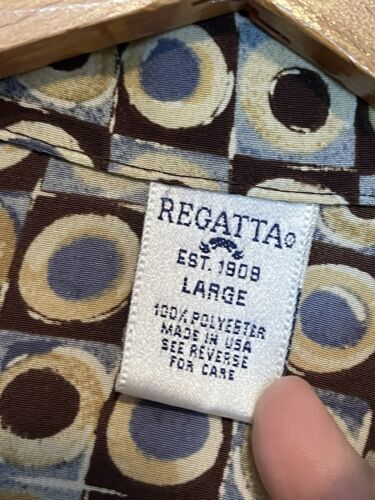 REGATTA®
EST. 1909
LARGE
100% POLYESTER
MADE IN USA
SEE REVERSE
FOR CARE